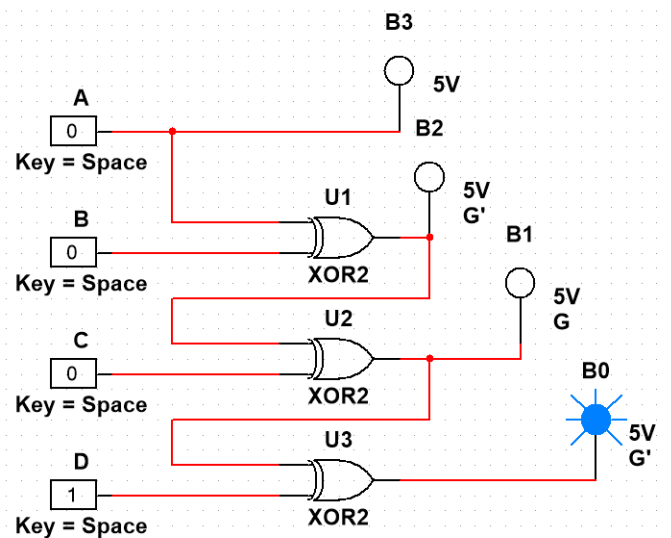 B3
5V
A
0
Key = Space
B2
5V
G'
U1
B
0
Key = Space
XOR2
B1
5V
G
U2
C
0
Key = Space
XOR2
B0
5V
G'
U3
D
1
Key = Space
XOR2